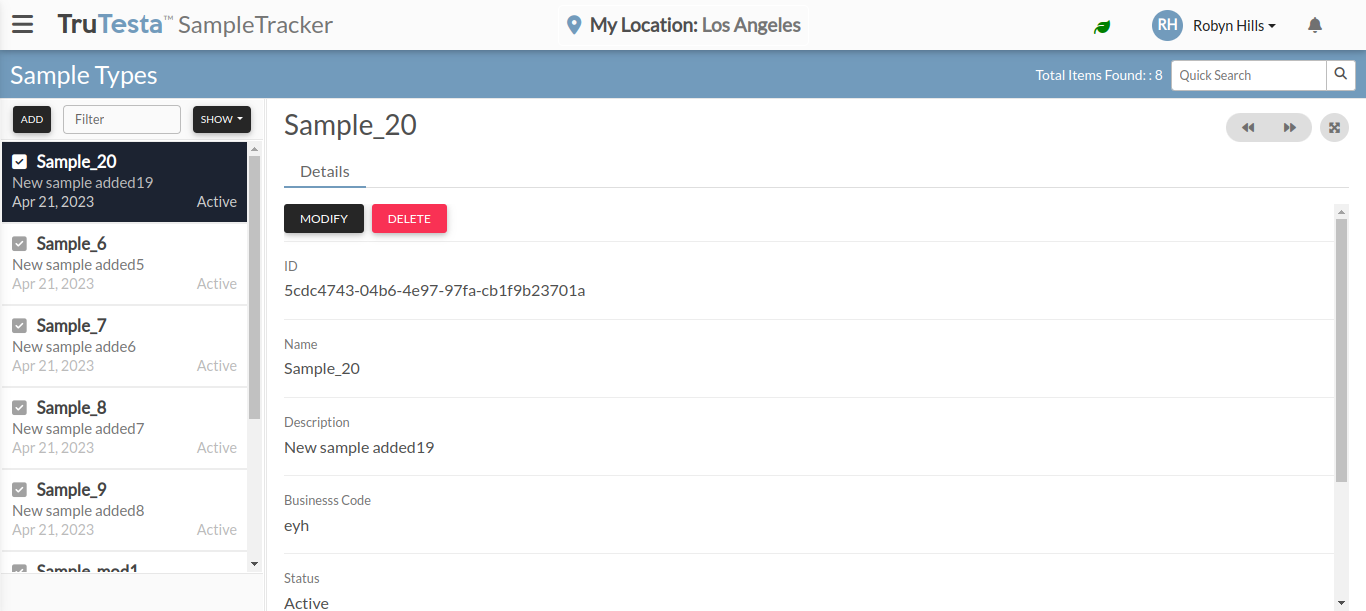 TruTesta™ SampleTracker
My Location: Los Angeles
RH
Robyn Hills
Sample Types
Total Items Found: : 8
Quick Search
ADD
Filter
SHOW
Sample_20
New sample added19
Apr 21, 2023 Active
Sample_6
New sample added5
Apr 21, 2023 Active
Sample_7
New sample adde6
Apr 21, 2023 Active
Sample_8
New sample added7
Apr 21, 2023 Active
Sample_9
New sample added8
Apr 21, 2023 Active
Sample_mod1
Sample_20
Details
MODIFY DELETE
ID
5cdc4743-04b6-4e97-97fa-cb1f9b23701a
Name
Sample_20
Description
New sample added19
Businesss Code
eyh
Status
Active